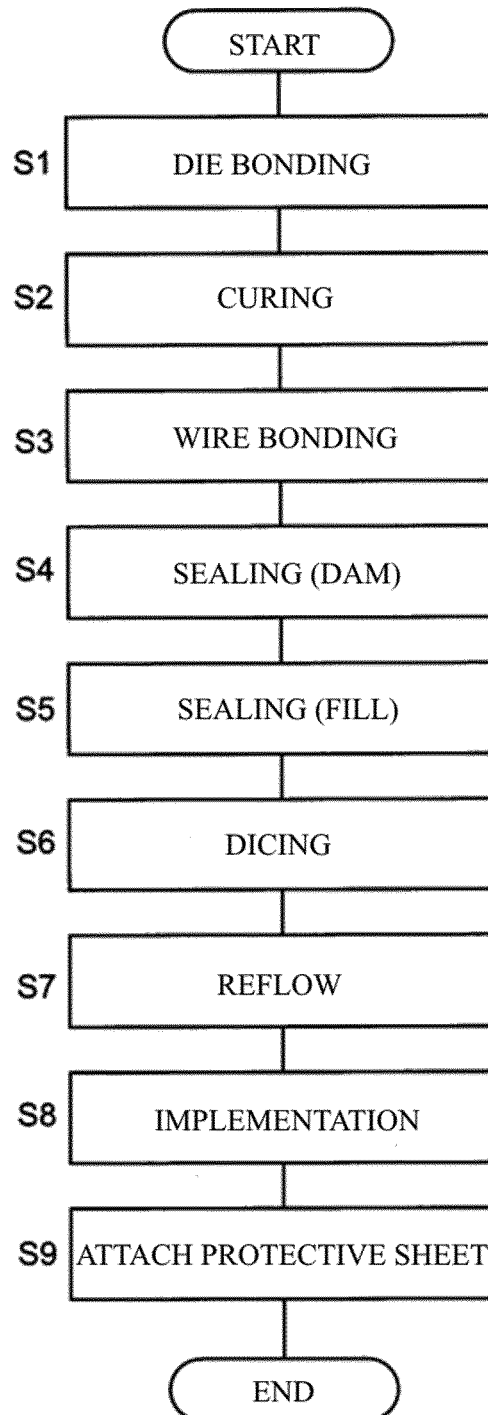 START
S1 DIE BONDING
S2 CURING
S3 WIRE BONDING
S4 SEALING (DAM)
S5 SEALING (FILL)
S6 DICING
S7 REFLOW
S8 IMPLEMENTATION
S9 ATTACH PROTECTIVE SHEET
END